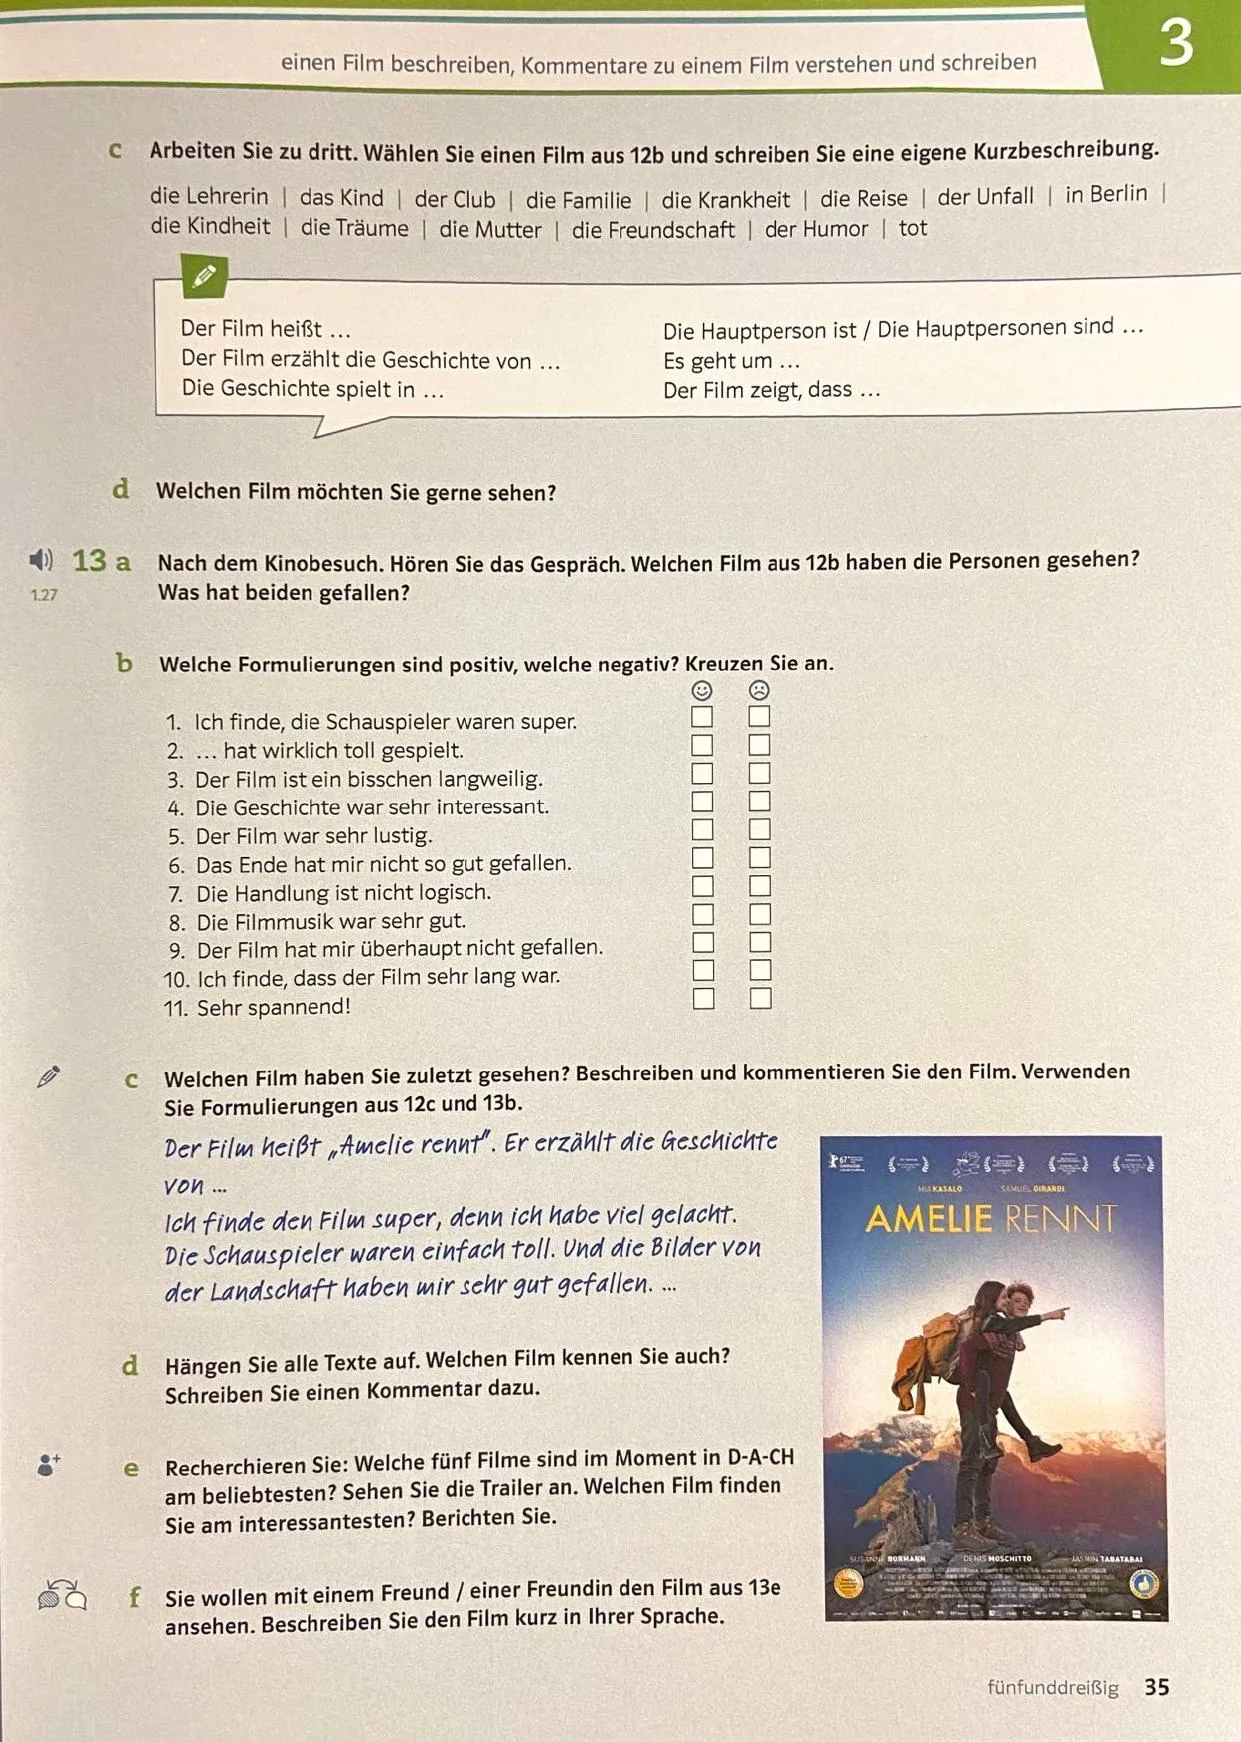 einen Film beschreiben, Kommentare zu einem Film verstehen und schreiben
3
c Arbeiten Sie zu dritt. Wählen Sie einen Film aus 12b und schreiben Sie eine eigene Kurzbeschreibung.
die Lehrerin | das Kind | der Club | die Familie | die Krankheit | die Reise | der Unfall | in Berlin |
die Kindheit | die Träume | die Mutter | die Freundschaft | der Humor | tot
Der Film heißt ...
Der Film erzählt die Geschichte von ...
Die Geschichte spielt in ...
Die Hauptperson ist / Die Hauptpersonen sind ...
Es geht um ...
Der Film zeigt, dass ...
d Welchen Film möchten Sie gerne sehen?
13 a Nach dem Kinobesuch. Hören Sie das Gespräch. Welchen Film aus 12b haben die Personen gesehen?
1.27 Was hat beiden gefallen?
b Welche Formulierungen sind positiv, welche negativ? Kreuzen Sie an.
1. Ich finde, die Schauspieler waren super.
2. ... hat wirklich toll gespielt.
3. Der Film ist ein bisschen langweilig.
4. Die Geschichte war sehr interessant.
5. Der Film war sehr lustig.
6. Das Ende hat mir nicht so gut gefallen.
7. Die Handlung ist nicht logisch.
8. Die Filmmusik war sehr gut.
9. Der Film hat mir überhaupt nicht gefallen.
10. Ich finde, dass der Film sehr lang war.
11. Sehr spannend!
c Welchen Film haben Sie zuletzt gesehen? Beschreiben und kommentieren Sie den Film. Verwenden
Sie Formulierungen aus 12c und 13b.
Der Film heißt „Amelie rennt". Er erzählt die Geschichte
von ...
Ich finde den Film super, denn ich habe viel gelacht.
Die Schauspieler waren einfach toll. Und die Bilder von
der Landschaft haben mir sehr gut gefallen. ...
67
MIA KASALO SAMUEL GIRARDI
AMELIE RENNT
SUSANNE BORMANN DENIS MOSCHITTO JASMIN TABATABAI
d Hängen Sie alle Texte auf. Welchen Film kennen Sie auch?
Schreiben Sie einen Kommentar dazu.
e Recherchieren Sie: Welche fünf Filme sind im Moment in D-A-CH
am beliebtesten? Sehen Sie die Trailer an. Welchen Film finden
Sie am interessantesten? Berichten Sie.
f Sie wollen mit einem Freund / einer Freundin den Film aus 13e
ansehen. Beschreiben Sie den Film kurz in Ihrer Sprache.
fünfunddreißig 35